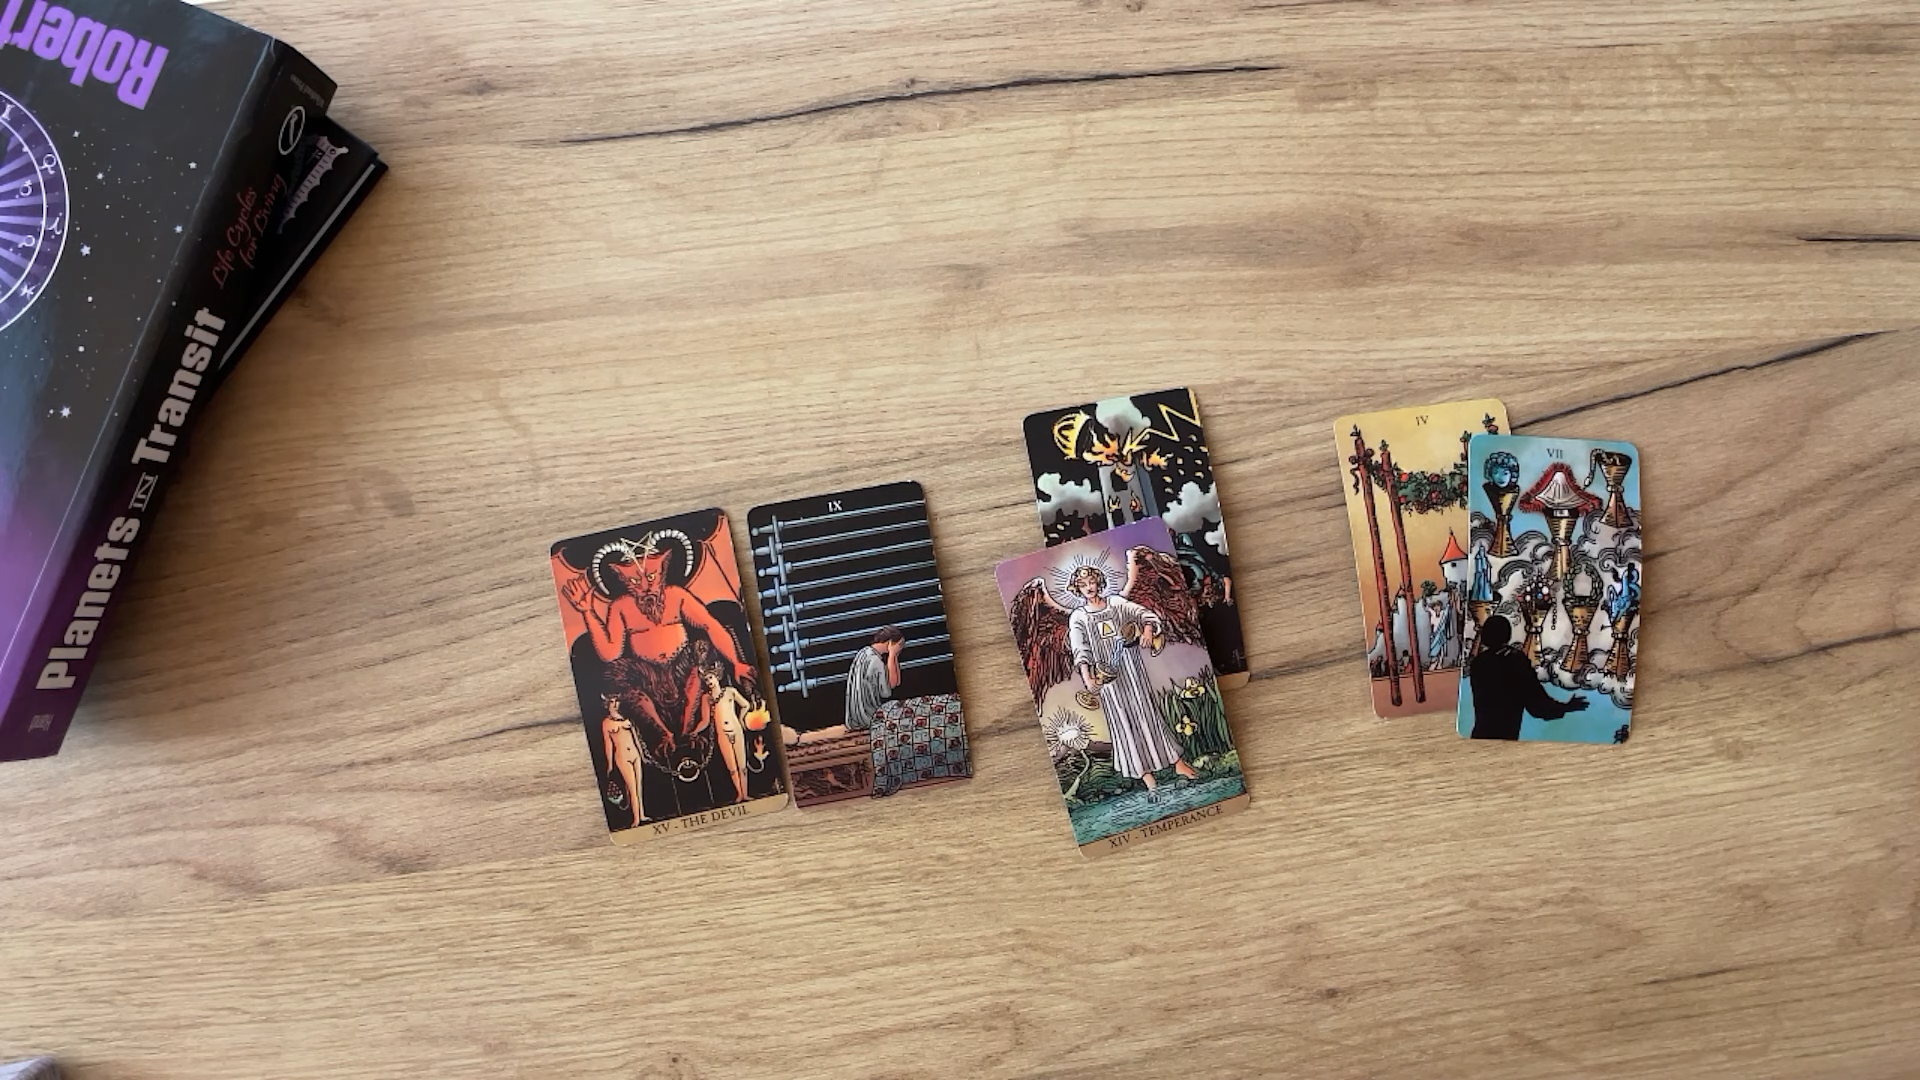 Robert
Planets IN Transit
Life Cycles
for Living
IX
XV - THE DEVIL
XIV - TEMPERANCE
IV
VII